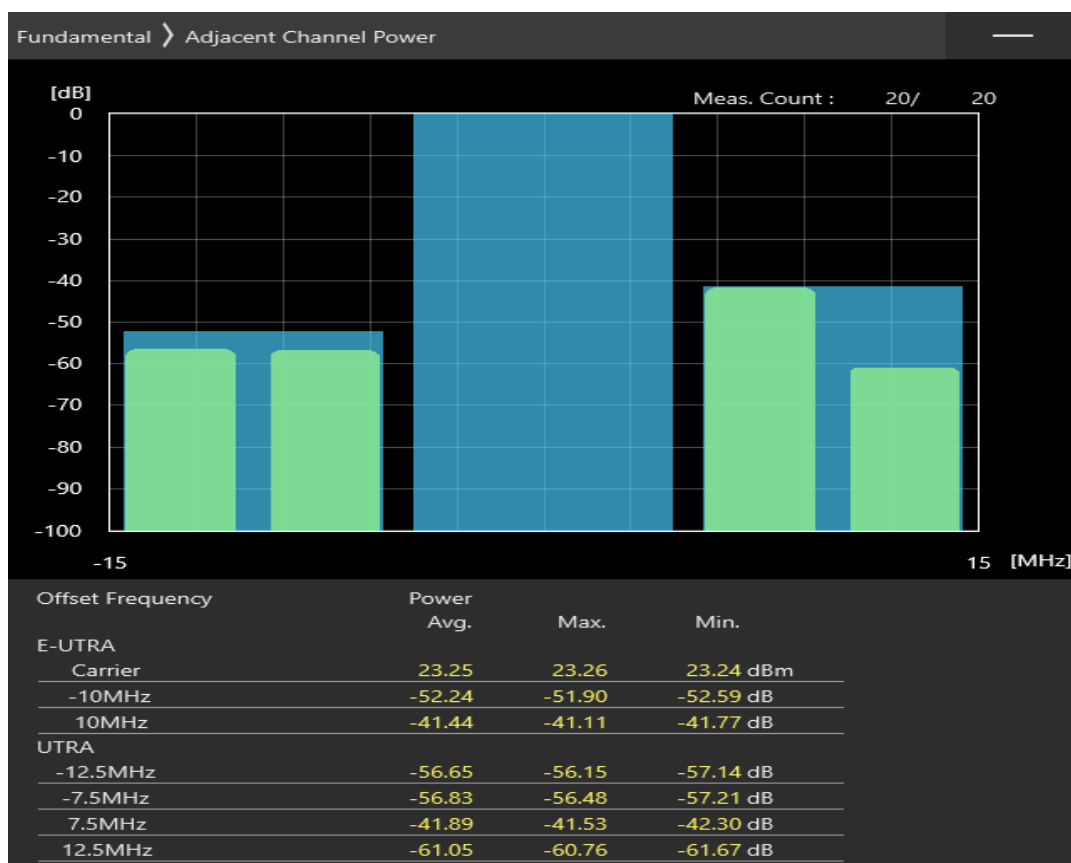 Fundamental ❯ Adjacent Channel Power
[dB]
Meas. Count : 20/ 20
0
-10
-20
-30
-40
-50
-60
-70
-80
-90
-100
-15 15 [MHz]
Offset Frequency Power
Avg. Max. Min.
E-UTRA
Carrier 23.25 23.26 23.24 dBm
-10MHz -52.24 -51.90 -52.59 dB
10MHz -41.44 -41.11 -41.77 dB
UTRA
-12.5MHz -56.65 -56.15 -57.14 dB
-7.5MHz -56.83 -56.48 -57.21 dB
7.5MHz -41.89 -41.53 -42.30 dB
12.5MHz -61.05 -60.76 -61.67 dB